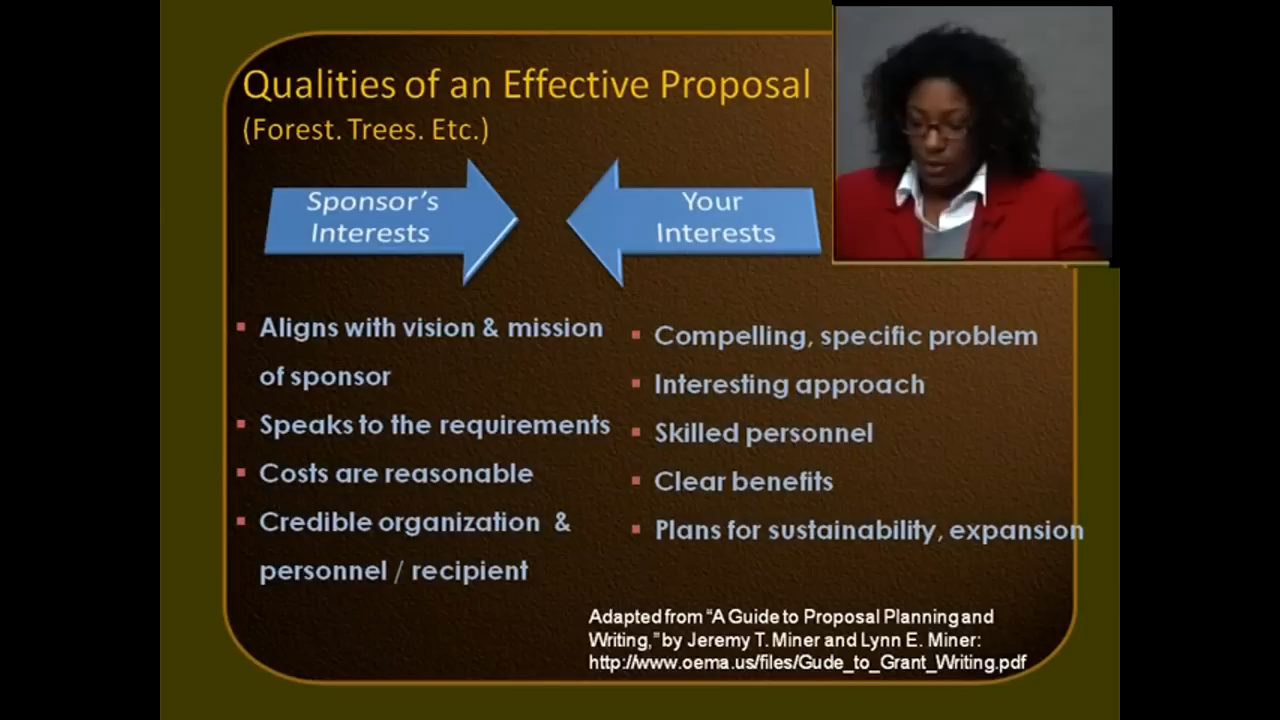 Qualities of an Effective Proposal
(Forest. Trees. Etc.)
Sponsor's
Interests
Your
Interests
Aligns with vision & mission
of sponsor
Speaks to the requirements
Costs are reasonable
Credible organization &
personnel / recipient
Compelling, specific problem
Interesting approach
Skilled personnel
Clear benefits
Plans for sustainability, expansion
Adapted from “A Guide to Proposal Planning and
Writing,” by Jeremy T. Miner and Lynn E. Miner:
http://www.oema.us/files/Gude_to_Grant_Writing.pdf